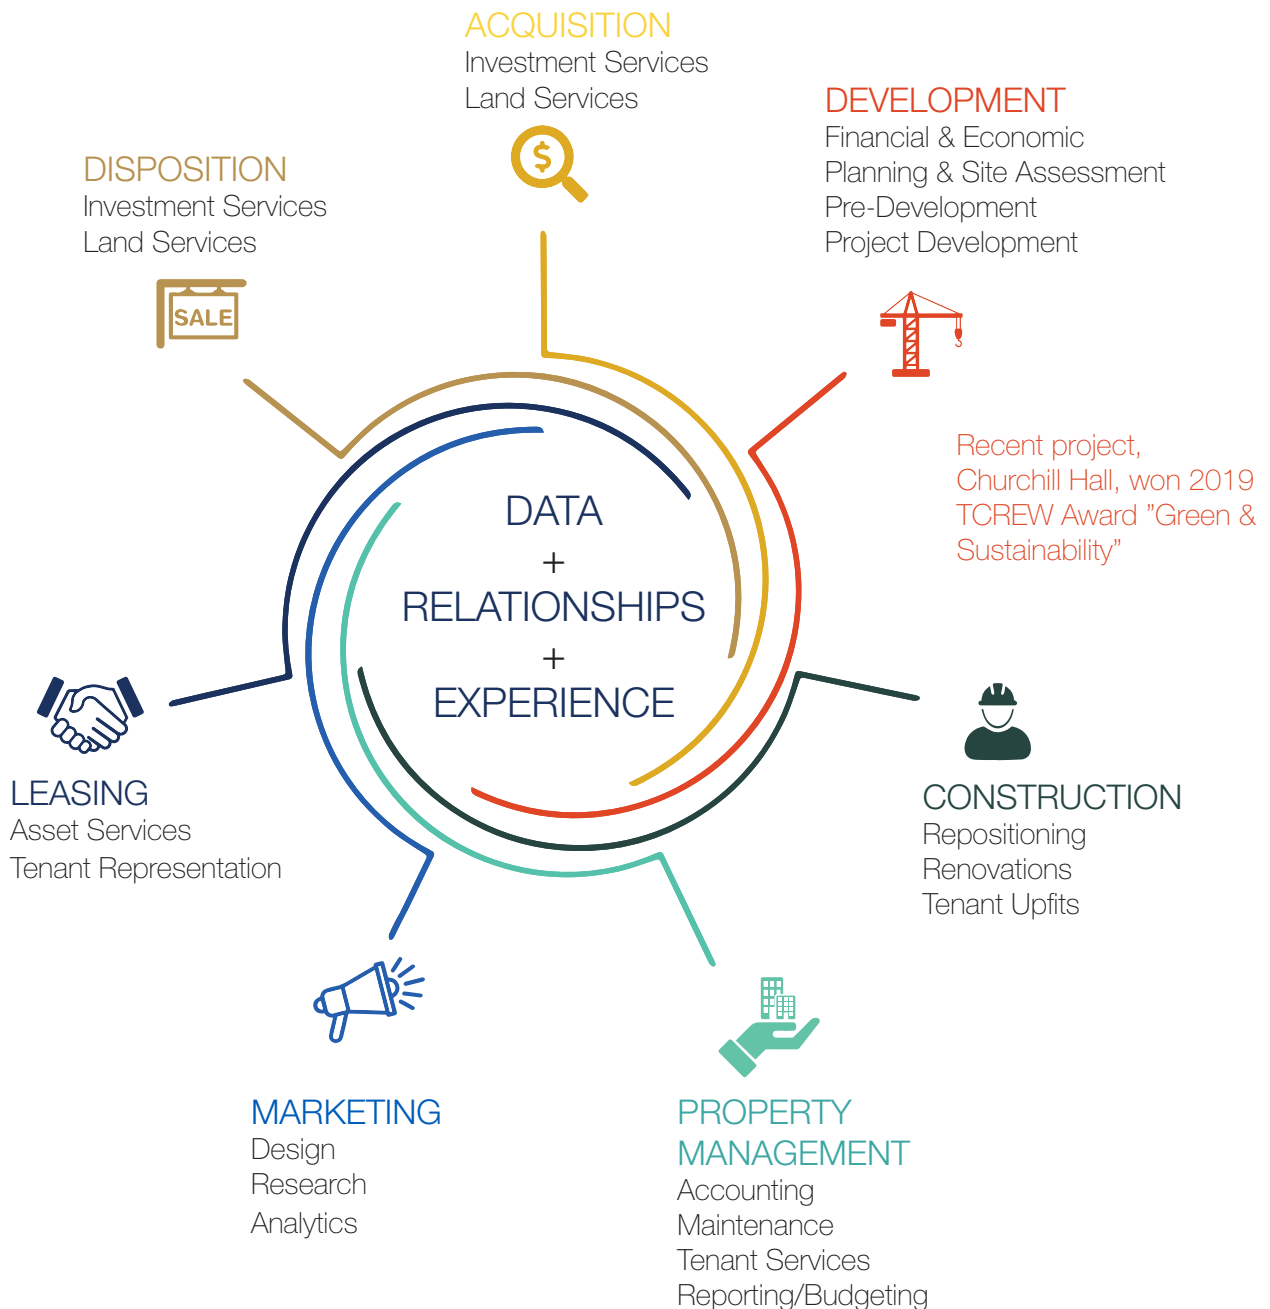 ACQUISITION
Investment Services
Land Services
DEVELOPMENT
Financial & Economic
Planning & Site Assessment
Pre-Development
Project Development
DISPOSITION
Investment Services
Land Services
SALE
Recent project,
Churchill Hall, won 2019
TCREW Award ”Green &
Sustainability”
DATA
+
RELATIONSHIPS
+
EXPERIENCE
LEASING
Asset Services
Tenant Representation
CONSTRUCTION
Repositioning
Renovations
Tenant Upfits
MARKETING
Design
Research
Analytics
PROPERTY
MANAGEMENT
Accounting
Maintenance
Tenant Services
Reporting/Budgeting